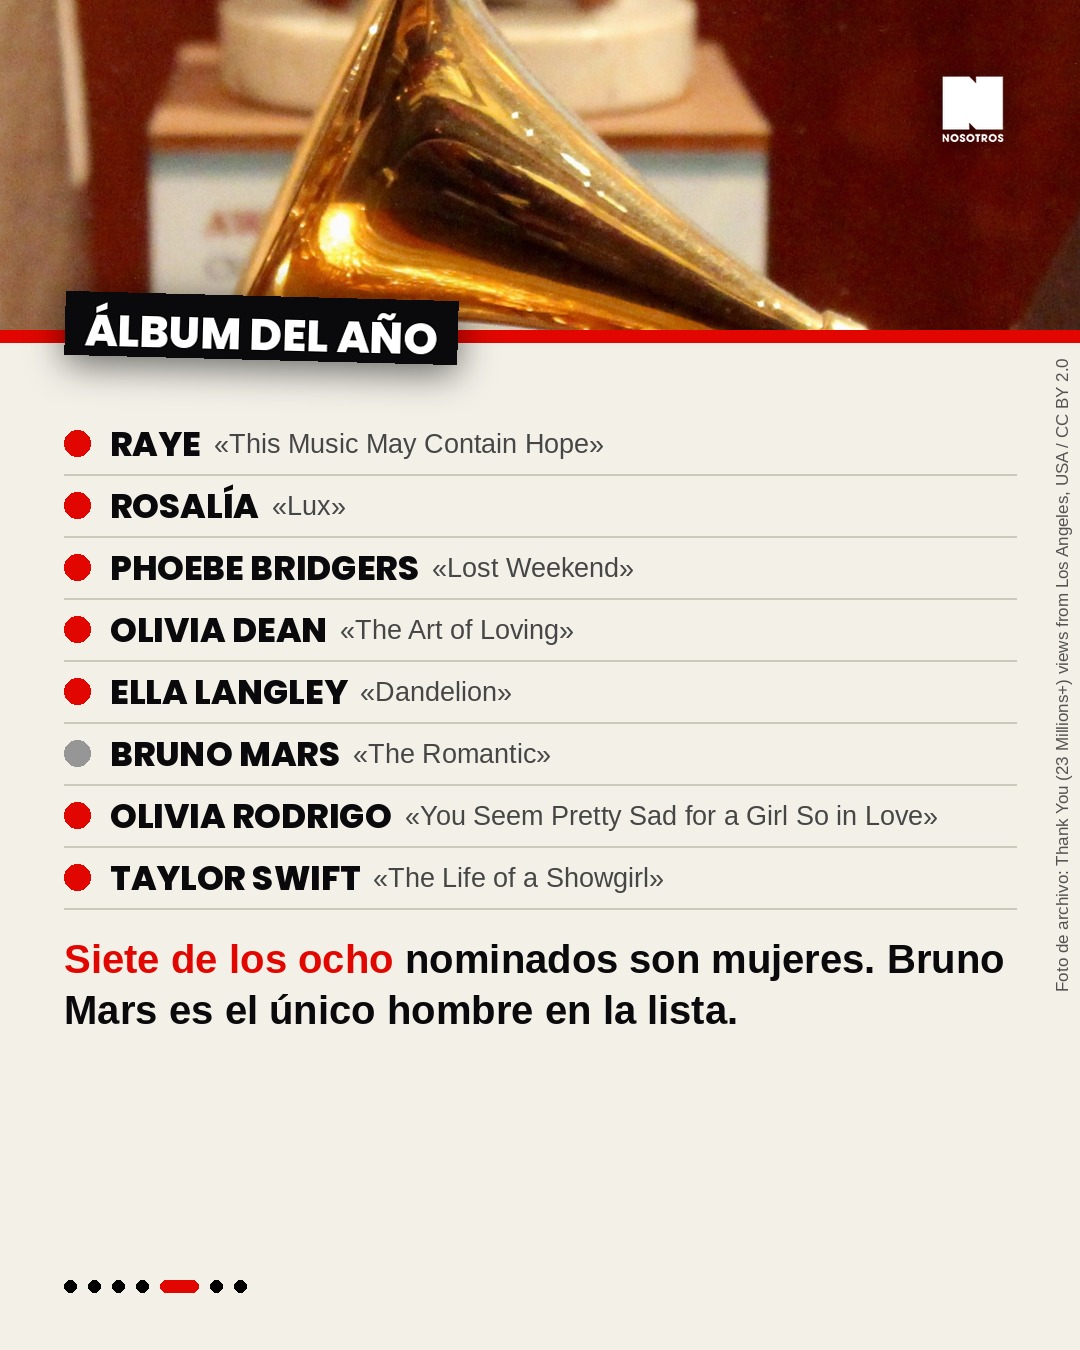 NOSOTROS
ÁLBUM DEL AÑO
RAYE «This Music May Contain Hope»
ROSALÍA «Lux»
PHOEBE BRIDGERS «Lost Weekend»
OLIVIA DEAN «The Art of Loving»
ELLA LANGLEY «Dandelion»
BRUNO MARS «The Romantic»
OLIVIA RODRIGO «You Seem Pretty Sad for a Girl So in Love»
TAYLOR SWIFT «The Life of a Showgirl»
Siete de los ocho nominados son mujeres. Bruno
Mars es el único hombre en la lista.
Foto de archivo: Thank You (23 Millions+) views from Los Angeles, USA / CC BY 2.0